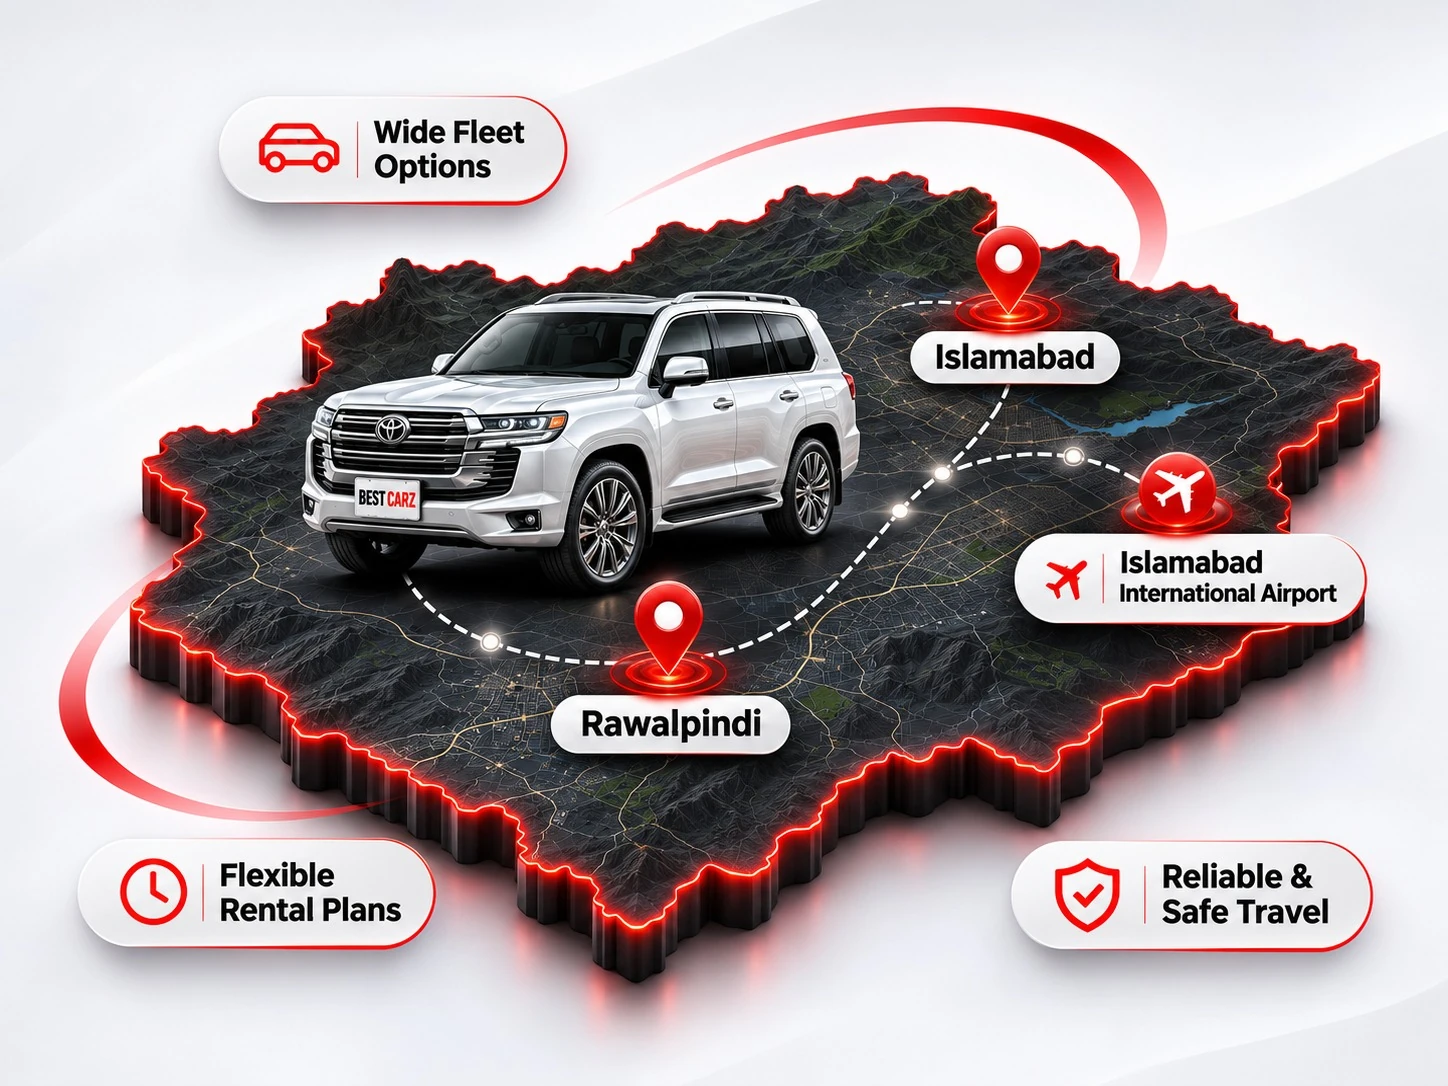 Wide Fleet
Options
Islamabad
BEST CARZ
Islamabad
International Airport
Rawalpindi
Flexible
Rental Plans
Reliable &
Safe Travel